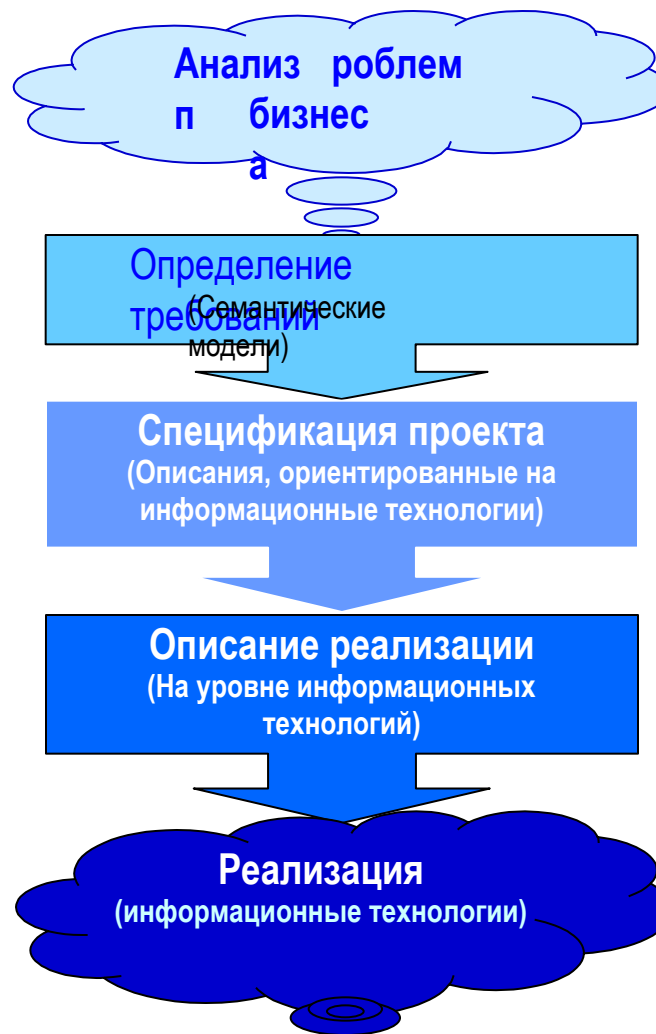 Анализ роблем
п бизнес
а
Определение
требований
(Семантические
модели)
Спецификация проекта
(Описания, ориентированные на
информационные технологии)
Описание реализации
(На уровне информационных
технологий)
Реализация
(информационные технологии)